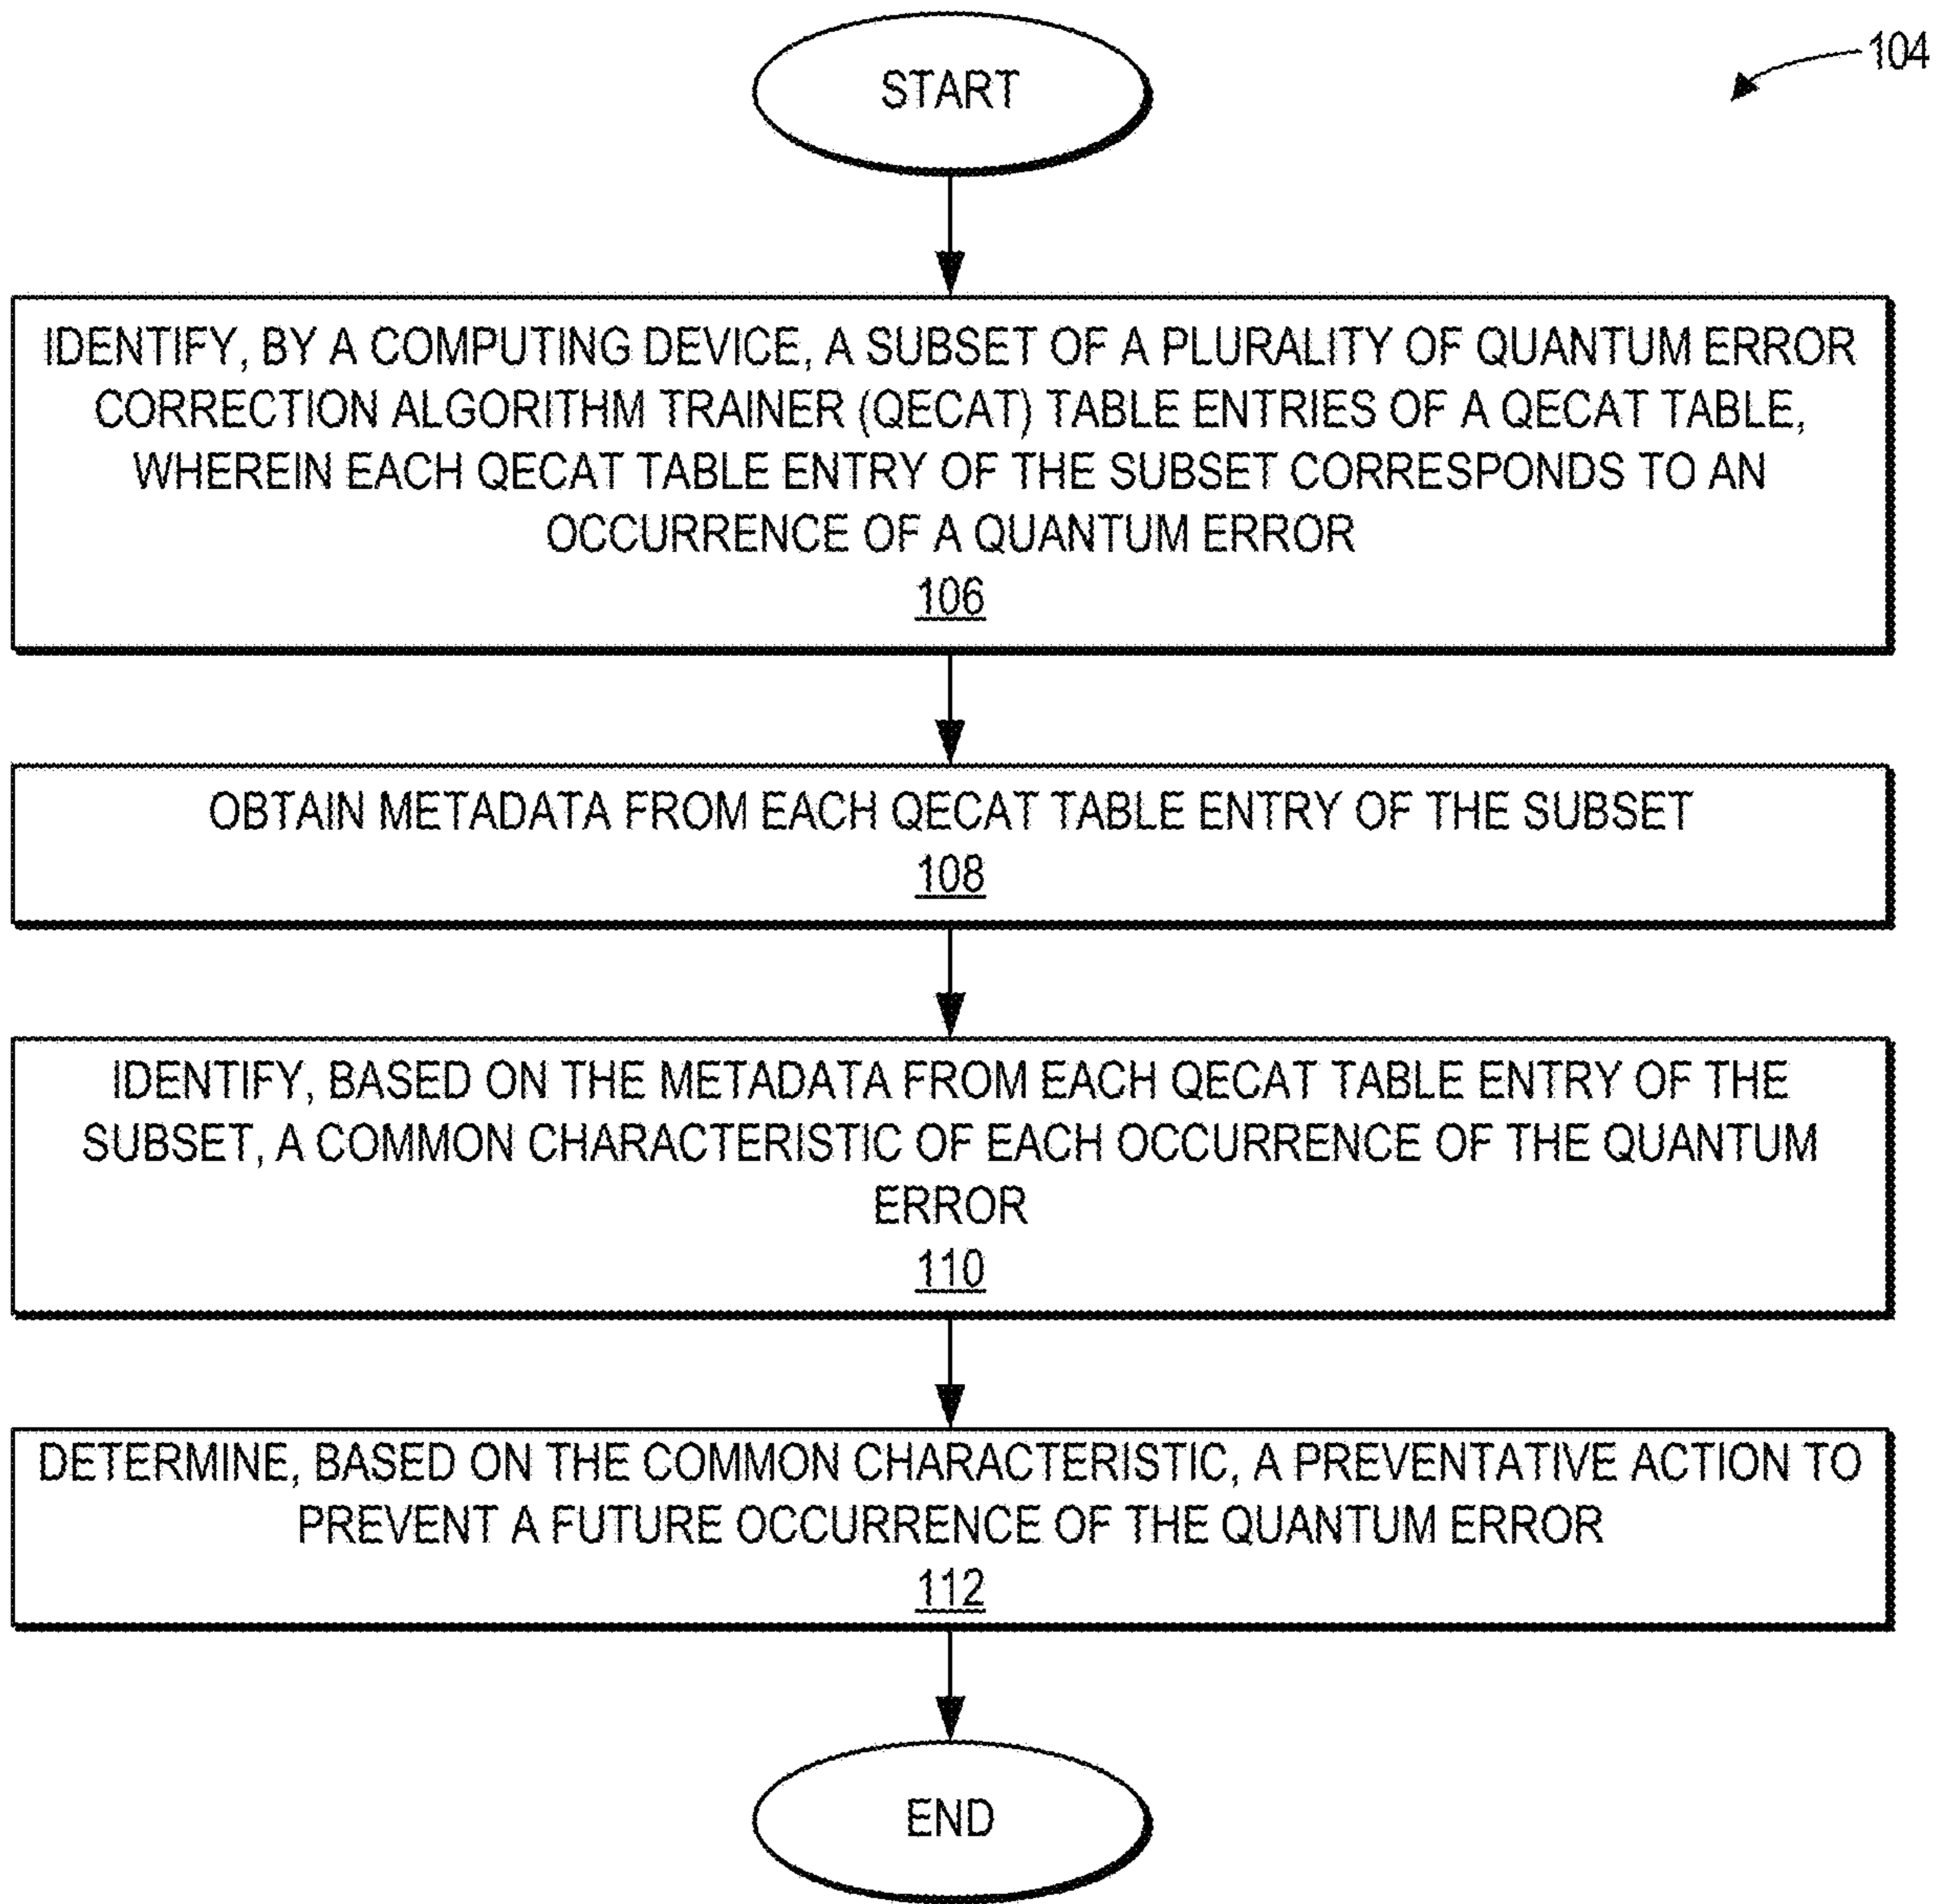 START
104
IDENTIFY, BY A COMPUTING DEVICE, A SUBSET OF A PLURALITY OF QUANTUM ERROR
CORRECTION ALGORITHM TRAINER (QECAT) TABLE ENTRIES OF A QECAT TABLE,
WHEREIN EACH QECAT TABLE ENTRY OF THE SUBSET CORRESPONDS TO AN
OCCURRENCE OF A QUANTUM ERROR
106
OBTAIN METADATA FROM EACH QECAT TABLE ENTRY OF THE SUBSET
108
IDENTIFY, BASED ON THE METADATA FROM EACH QECAT TABLE ENTRY OF THE
SUBSET, A COMMON CHARACTERISTIC OF EACH OCCURRENCE OF THE QUANTUM
ERROR
110
DETERMINE, BASED ON THE COMMON CHARACTERISTIC, A PREVENTATIVE ACTION TO
PREVENT A FUTURE OCCURRENCE OF THE QUANTUM ERROR
112
END